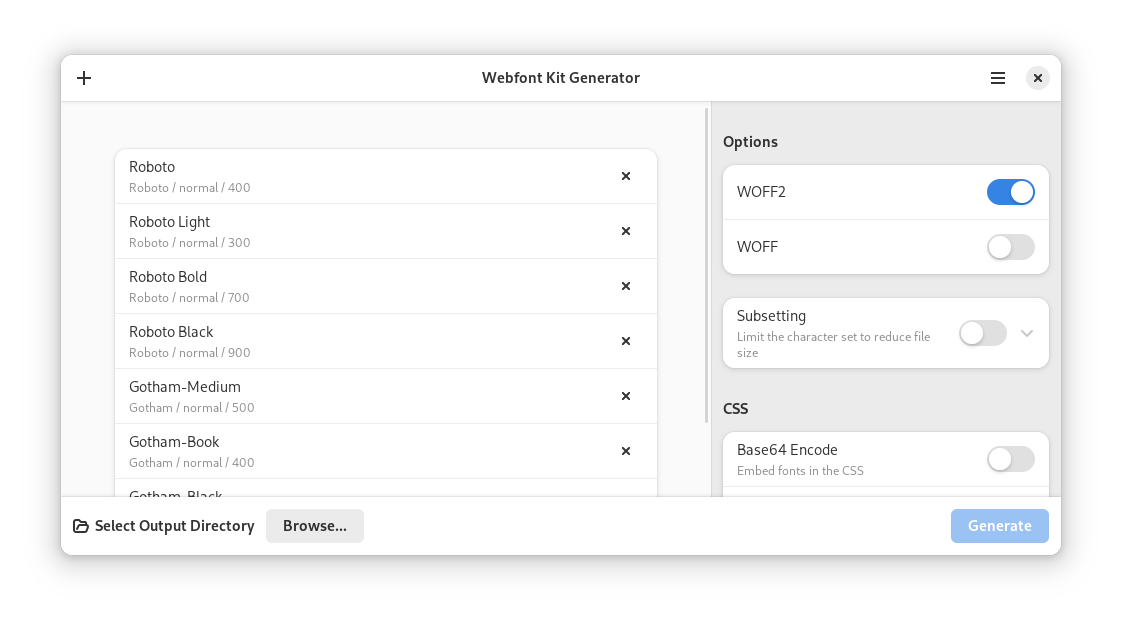 Webfont Kit Generator
Roboto
Roboto / normal / 400
Roboto Light
Roboto / normal / 300
Roboto Bold
Roboto / normal / 700
Roboto Black
Roboto / normal / 900
Gotham-Medium
Gotham / normal / 500
Gotham-Book
Gotham / normal / 400
Gotham-Black
Options
WOFF2
WOFF
Subsetting
Limit the character set to reduce file
size
CSS
Base64 Encode
Embed fonts in the CSS
Select Output Directory
Browse...
Generate